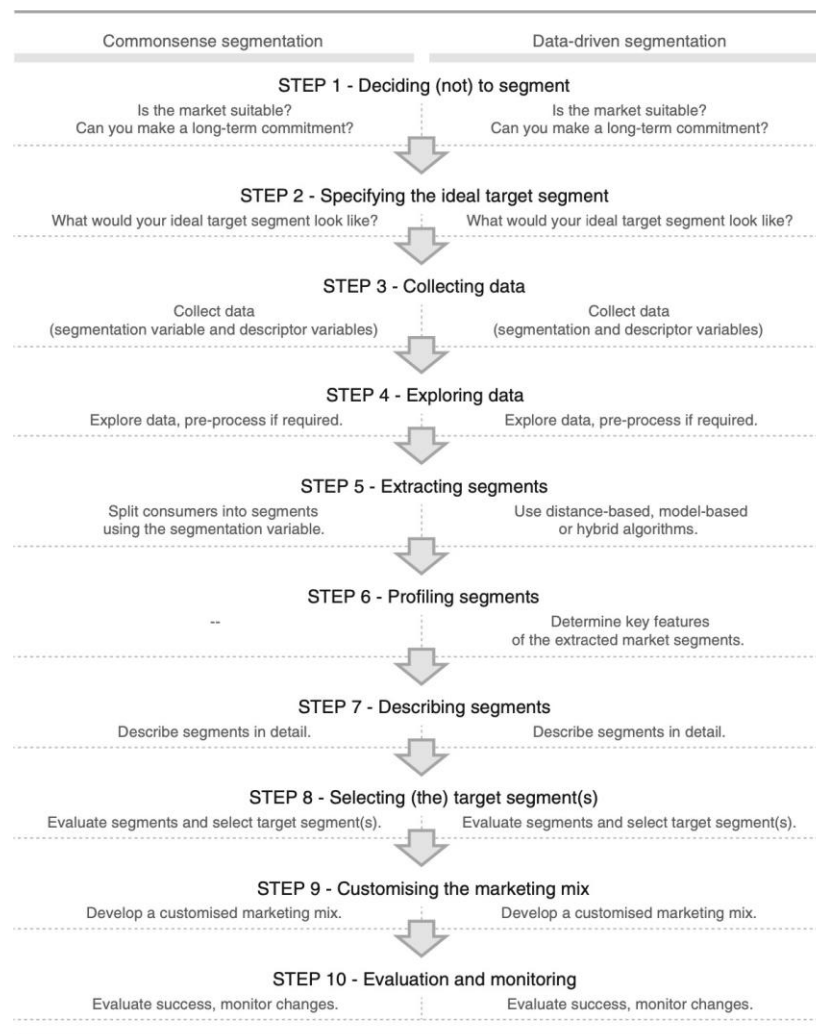 Commonsense segmentation
Data-driven segmentation
STEP 1 - Deciding (not) to segment
Is the market suitable?
Can you make a long-term commitment?
Is the market suitable?
Can you make a long-term commitment?
STEP 2 - Specifying the ideal target segment
What would your ideal target segment look like?
What would your ideal target segment look like?
STEP 3 - Collecting data
Collect data
(segmentation variable and descriptor variables)
Collect data
(segmentation and descriptor variables)
STEP 4 - Exploring data
Explore data, pre-process if required.
Explore data, pre-process if required.
STEP 5 - Extracting segments
Split consumers into segments
using the segmentation variable.
Use distance-based, model-based
or hybrid algorithms.
STEP 6 - Profiling segments
--
Determine key features
of the extracted market segments.
STEP 7 - Describing segments
Describe segments in detail.
Describe segments in detail.
STEP 8 - Selecting (the) target segment(s)
Evaluate segments and select target segment(s).
Evaluate segments and select target segment(s).
STEP 9 - Customising the marketing mix
Develop a customised marketing mix.
Develop a customised marketing mix.
STEP 10 - Evaluation and monitoring
Evaluate success, monitor changes.
Evaluate success, monitor changes.